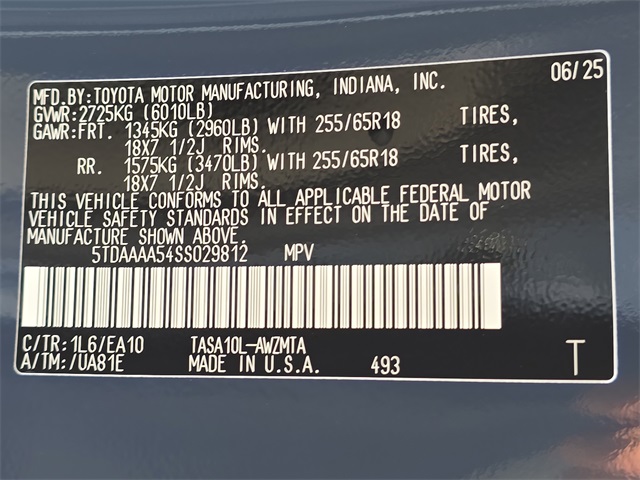 MFD.BY:TOYOTA MOTOR MANUFACTURING, INDIANA, INC. 06/25
GVWR:2725KG (6010LB)
GAWR:FRT. 1345KG (2960LB) WITH 255/65R18 TIRES,
18X7 1/2J RIMS.
RR. 1575KG (3470LB) WITH 255/65R18 TIRES,
18X7 1/2J RIMS.
THIS VEHICLE CONFORMS TO ALL APPLICABLE FEDERAL MOTOR
VEHICLE SAFETY STANDARDS IN EFFECT ON THE DATE OF
MANUFACTURE SHOWN ABOVE.
5TDAAAA54SS029812 MPV
C/TR:1L6/EA10 TASA10L-AWZMTA
A/TM:/UA81E MADE IN U.S.A. 493 T